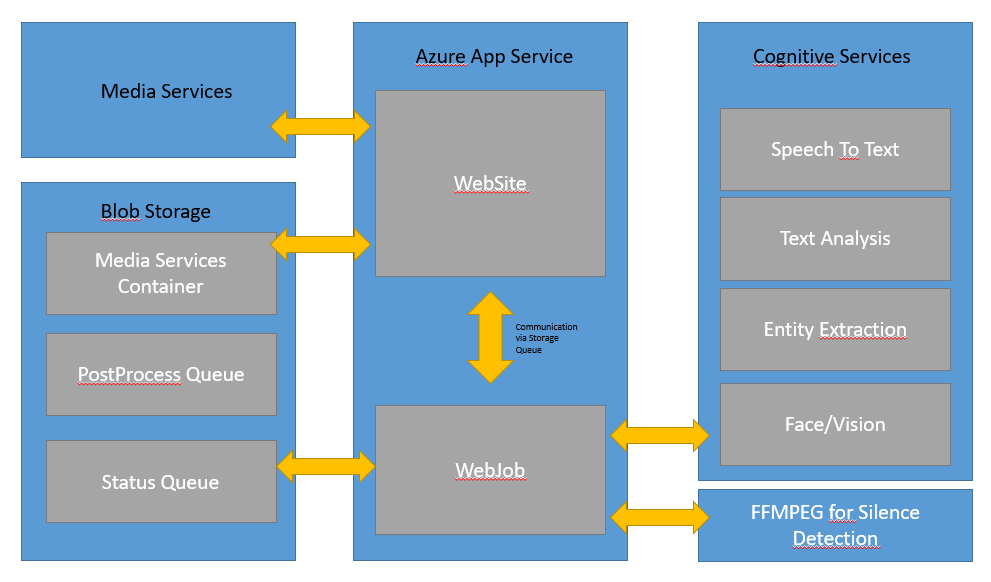 Media Services
Blob Storage
Media Services
Container
PostProcess Queue
Status Queue
Azure App Service
WebSite
Communication
via Storage
Queue
WebJob
Cognitive Services
Speech To Text
Text Analysis
Entity Extraction
Face/Vision
FFMPEG for Silence
Detection